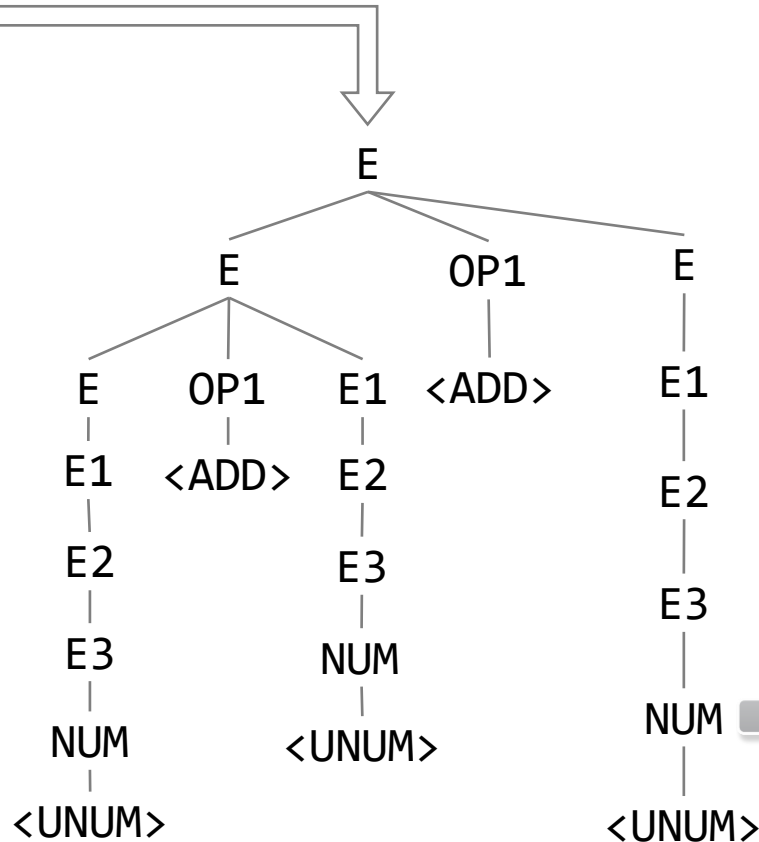 E
E OP1 E
E OP1 E1 <ADD> E1
E1 <ADD> E2 E2
E2 E3 E3
E3 NUM NUM
NUM <UNUM>
<UNUM> <UNUM>